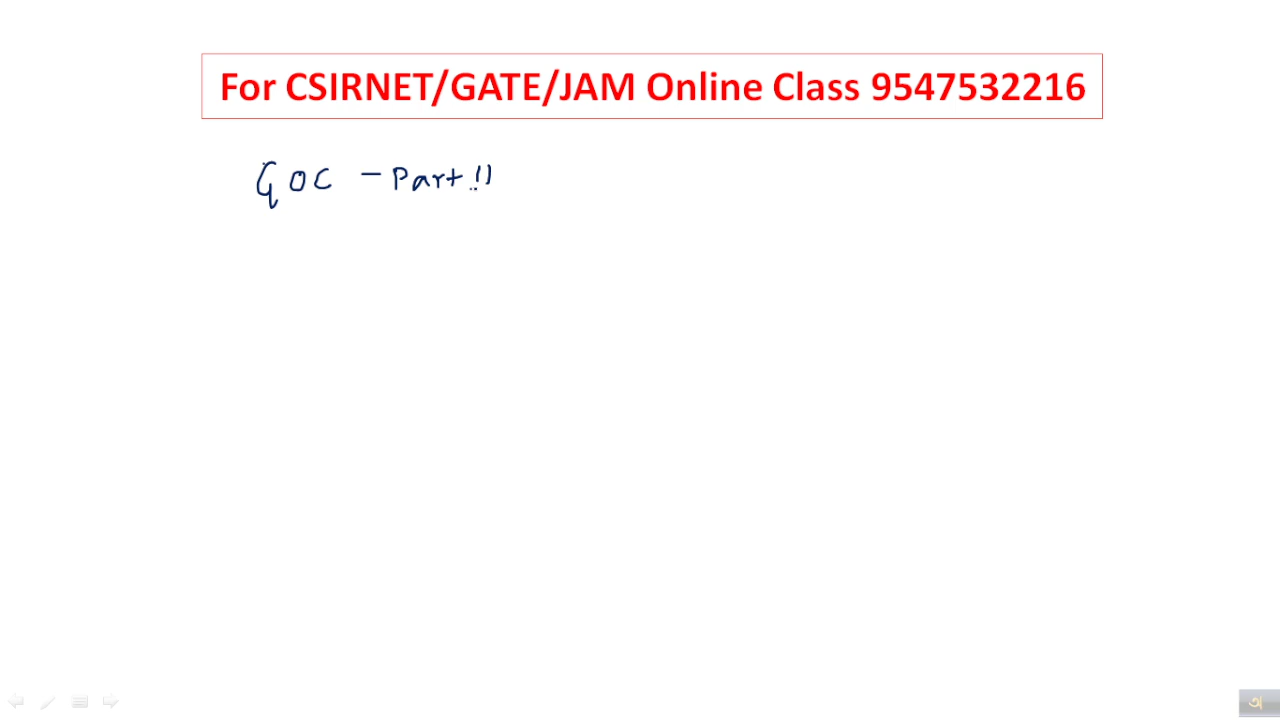 For CSIRNET/GATE/JAM Online Class 9547532216
GOC - Part II
অ